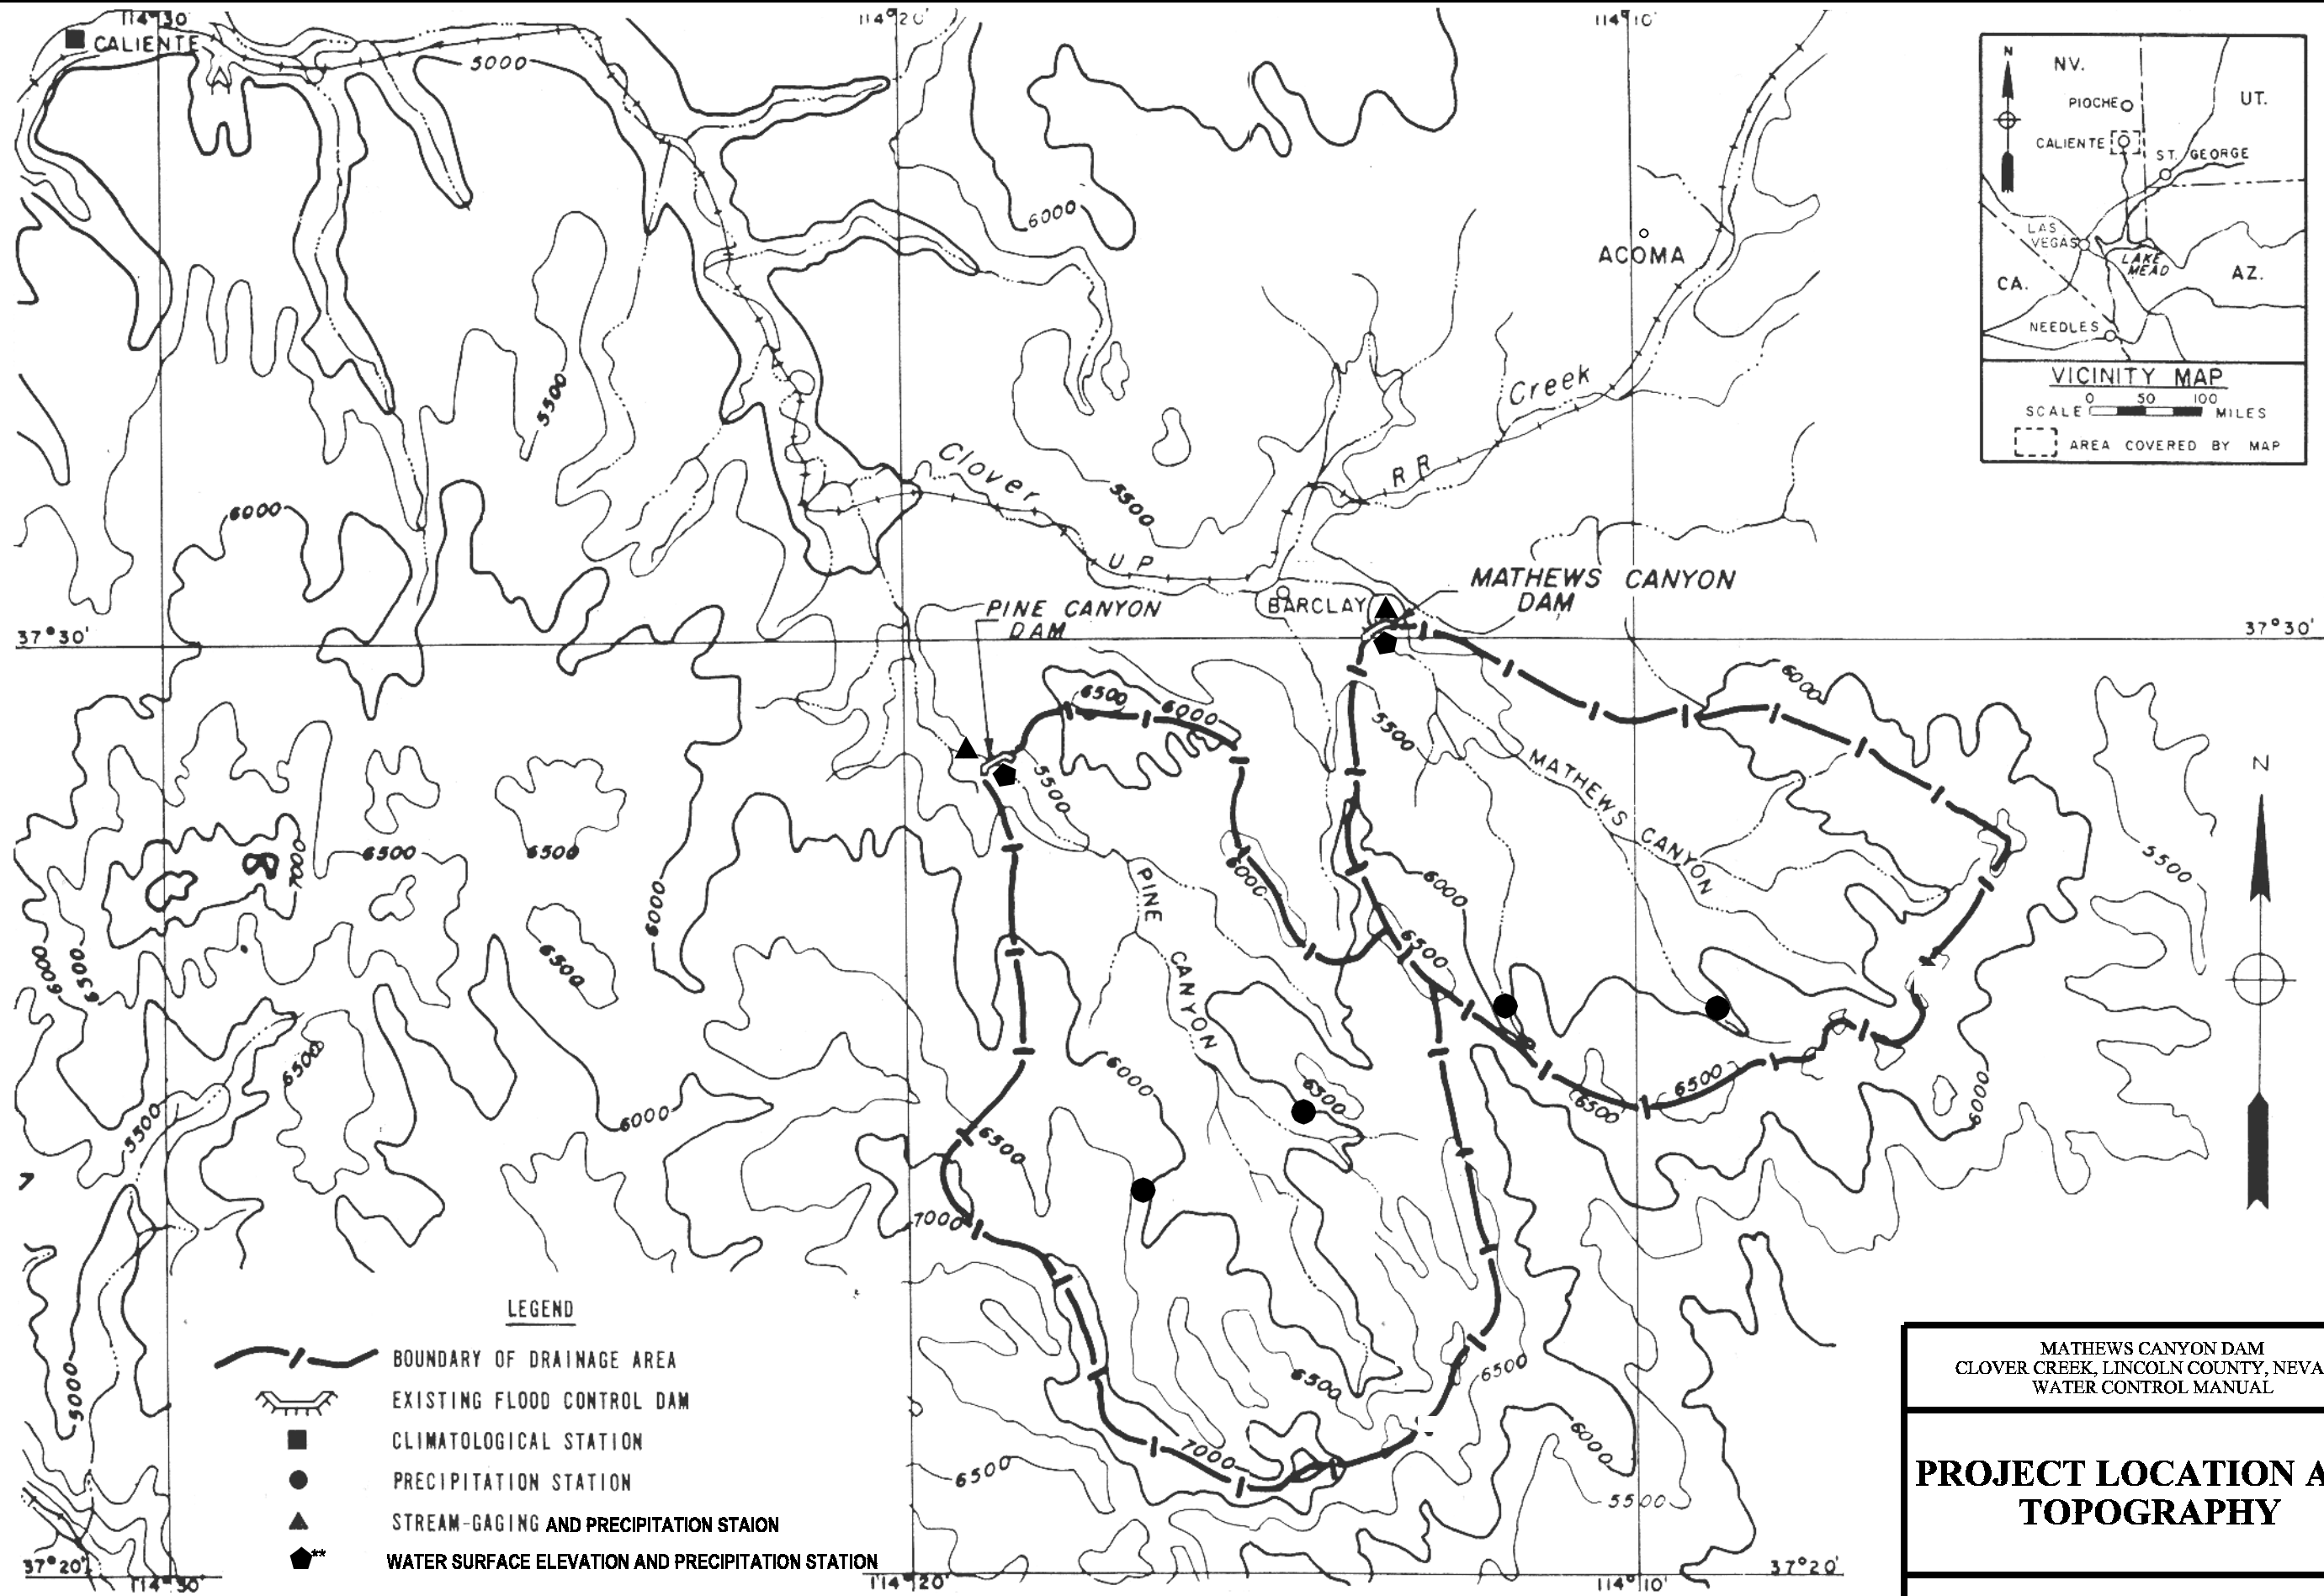 114°30'
114°20'
114°10'
CALIENTE
5000
6000
ACOMA
5500
Creek
RR
Clover
5500
6000
UP
MATHEWS CANYON
DAM
BARCLAY
PINE CANYON
DAM
37°30'
37°30'
N
NV.
PIOCHE
UT.
CALIENTE
ST. GEORGE
LAS
VEGAS
LAKE
MEAD
AZ.
CA.
NEEDLES
VICINITY MAP
0 50 100
SCALE MILES
AREA COVERED BY MAP
6500
6000
6000
5500
5500
MATHEWS CANYON
N
6500
7000
6500
6000
6000
6500
6500
6000
6000
6500
5500
PINE CANYON
6500
5500
6000
6000
6500
6500
6500
6500
6000
6500
7000
6500
6500
7000
6500
6000
5500
5000
LEGEND
BOUNDARY OF DRAINAGE AREA
EXISTING FLOOD CONTROL DAM
CLIMATOLOGICAL STATION
PRECIPITATION STATION
STREAM-GAGING AND PRECIPITATION STAION
** WATER SURFACE ELEVATION AND PRECIPITATION STATION
37°20'
114°30'
114°20'
114°10'
37°20'
MATHEWS CANYON DAM
CLOVER CREEK, LINCOLN COUNTY, NEVA
WATER CONTROL MANUAL
PROJECT LOCATION A
TOPOGRAPHY